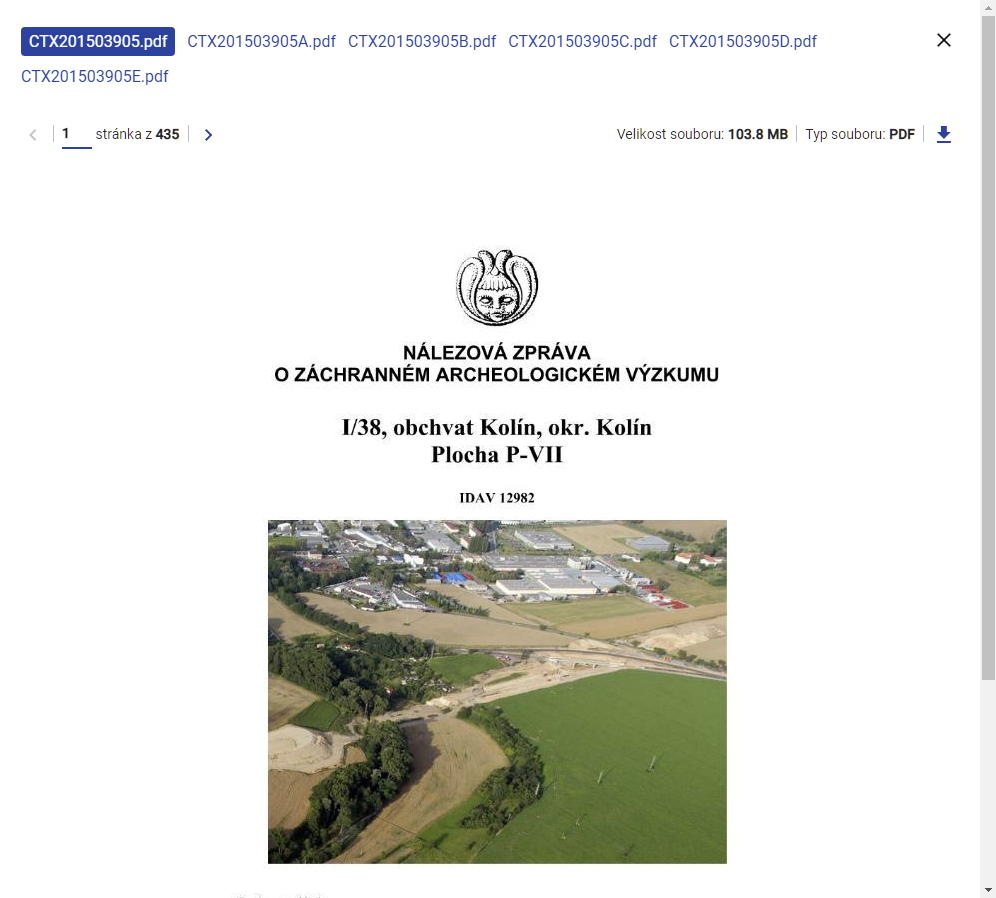 CTX201503905.pdf CTX201503905A.pdf CTX201503905B.pdf CTX201503905C.pdf CTX201503905D.pdf
CTX201503905E.pdf
1 stránka z 435 Velikost souboru: 103.8 MB Typ souboru: PDF
NÁLEZOVÁ ZPRÁVA
O ZÁCHRANNÉM ARCHEOLOGICKÉM VÝZKUMU
I/38, obchvat Kolín, okr. Kolín
Plocha P-VII
IDAV 12982